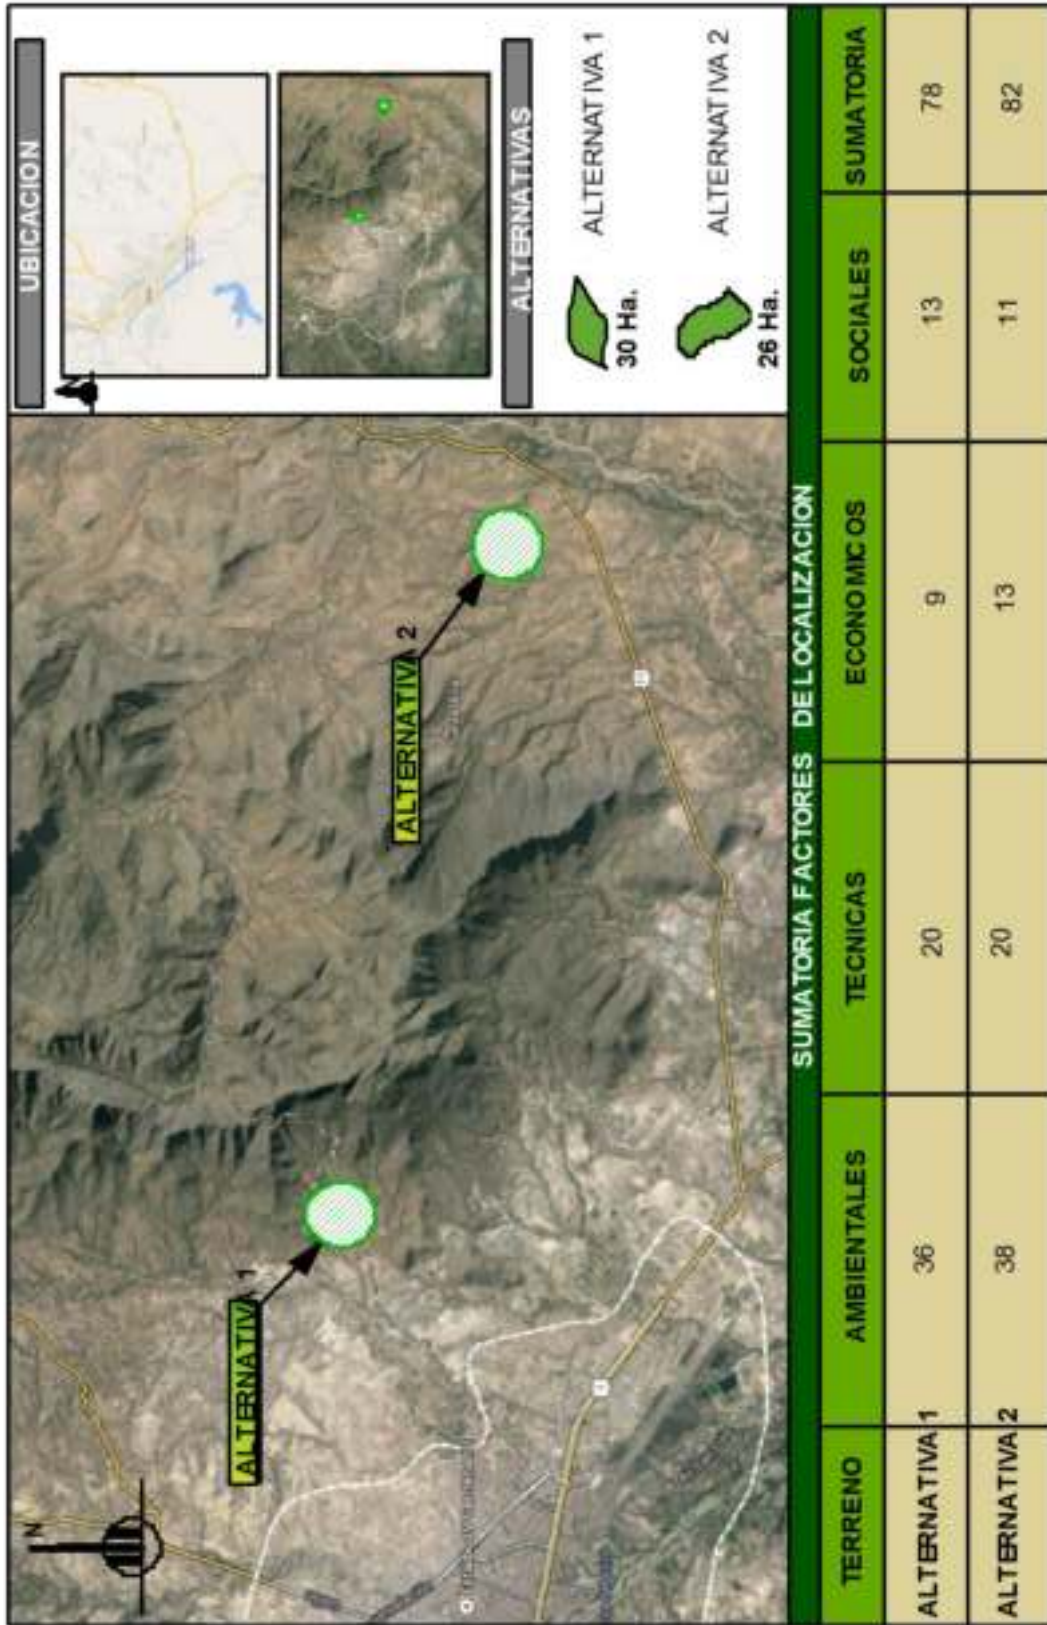 UBICACION
N
N
ALTERNATIVA 1
ALTERNATIVA 2
ALTERNATIVAS
ALTERNATIVA 1
30 Ha.
ALTERNATIVA 2
26 Ha.
SUMATORIA FACTORES DE LOCALIZACION
TERRENO AMBIENTALES TECNICAS ECONOMICOS SOCIALES SUMATORIA
ALTERNATIVA 1 36 20 9 13 78
ALTERNATIVA 2 38 20 13 11 82